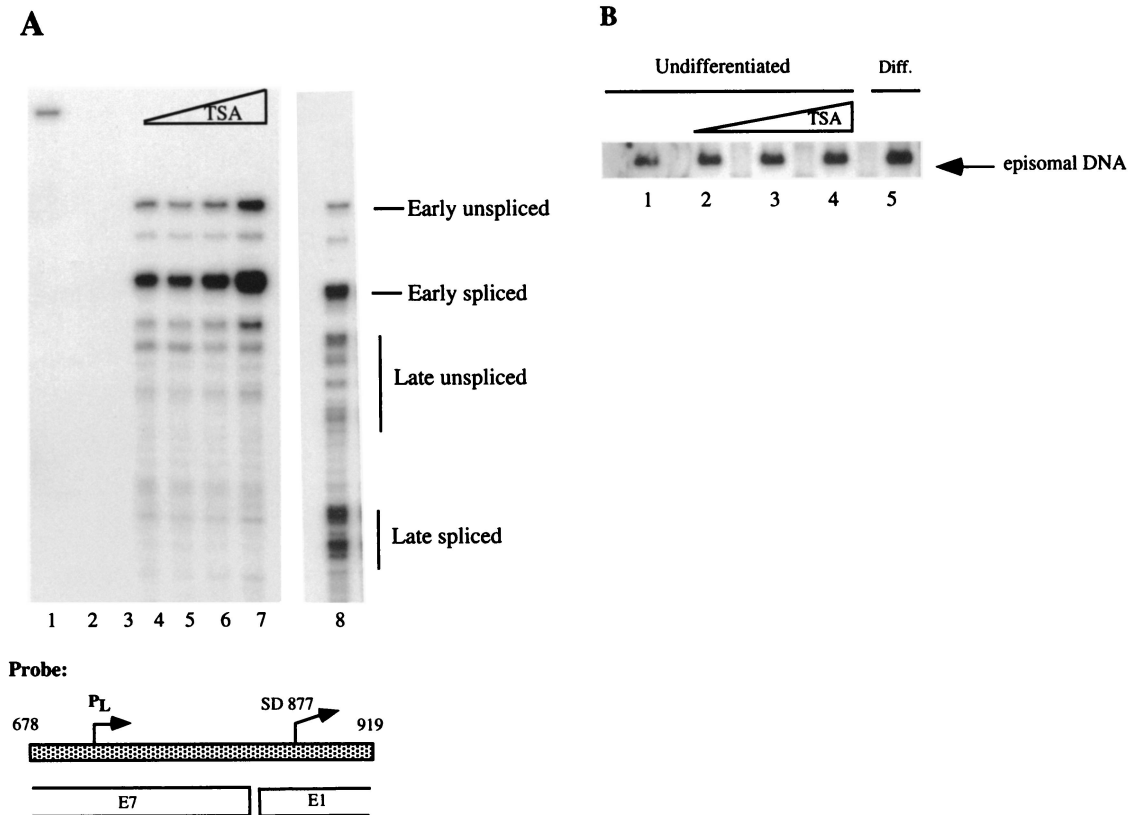 A
TSA
Early unspliced
Early spliced
Late unspliced
Late spliced
1 2 3 4 5 6 7 8
Probe:
678 PL SD 877 919
E7 E1
B
Undifferentiated Diff.
TSA
episomal DNA
1 2 3 4 5